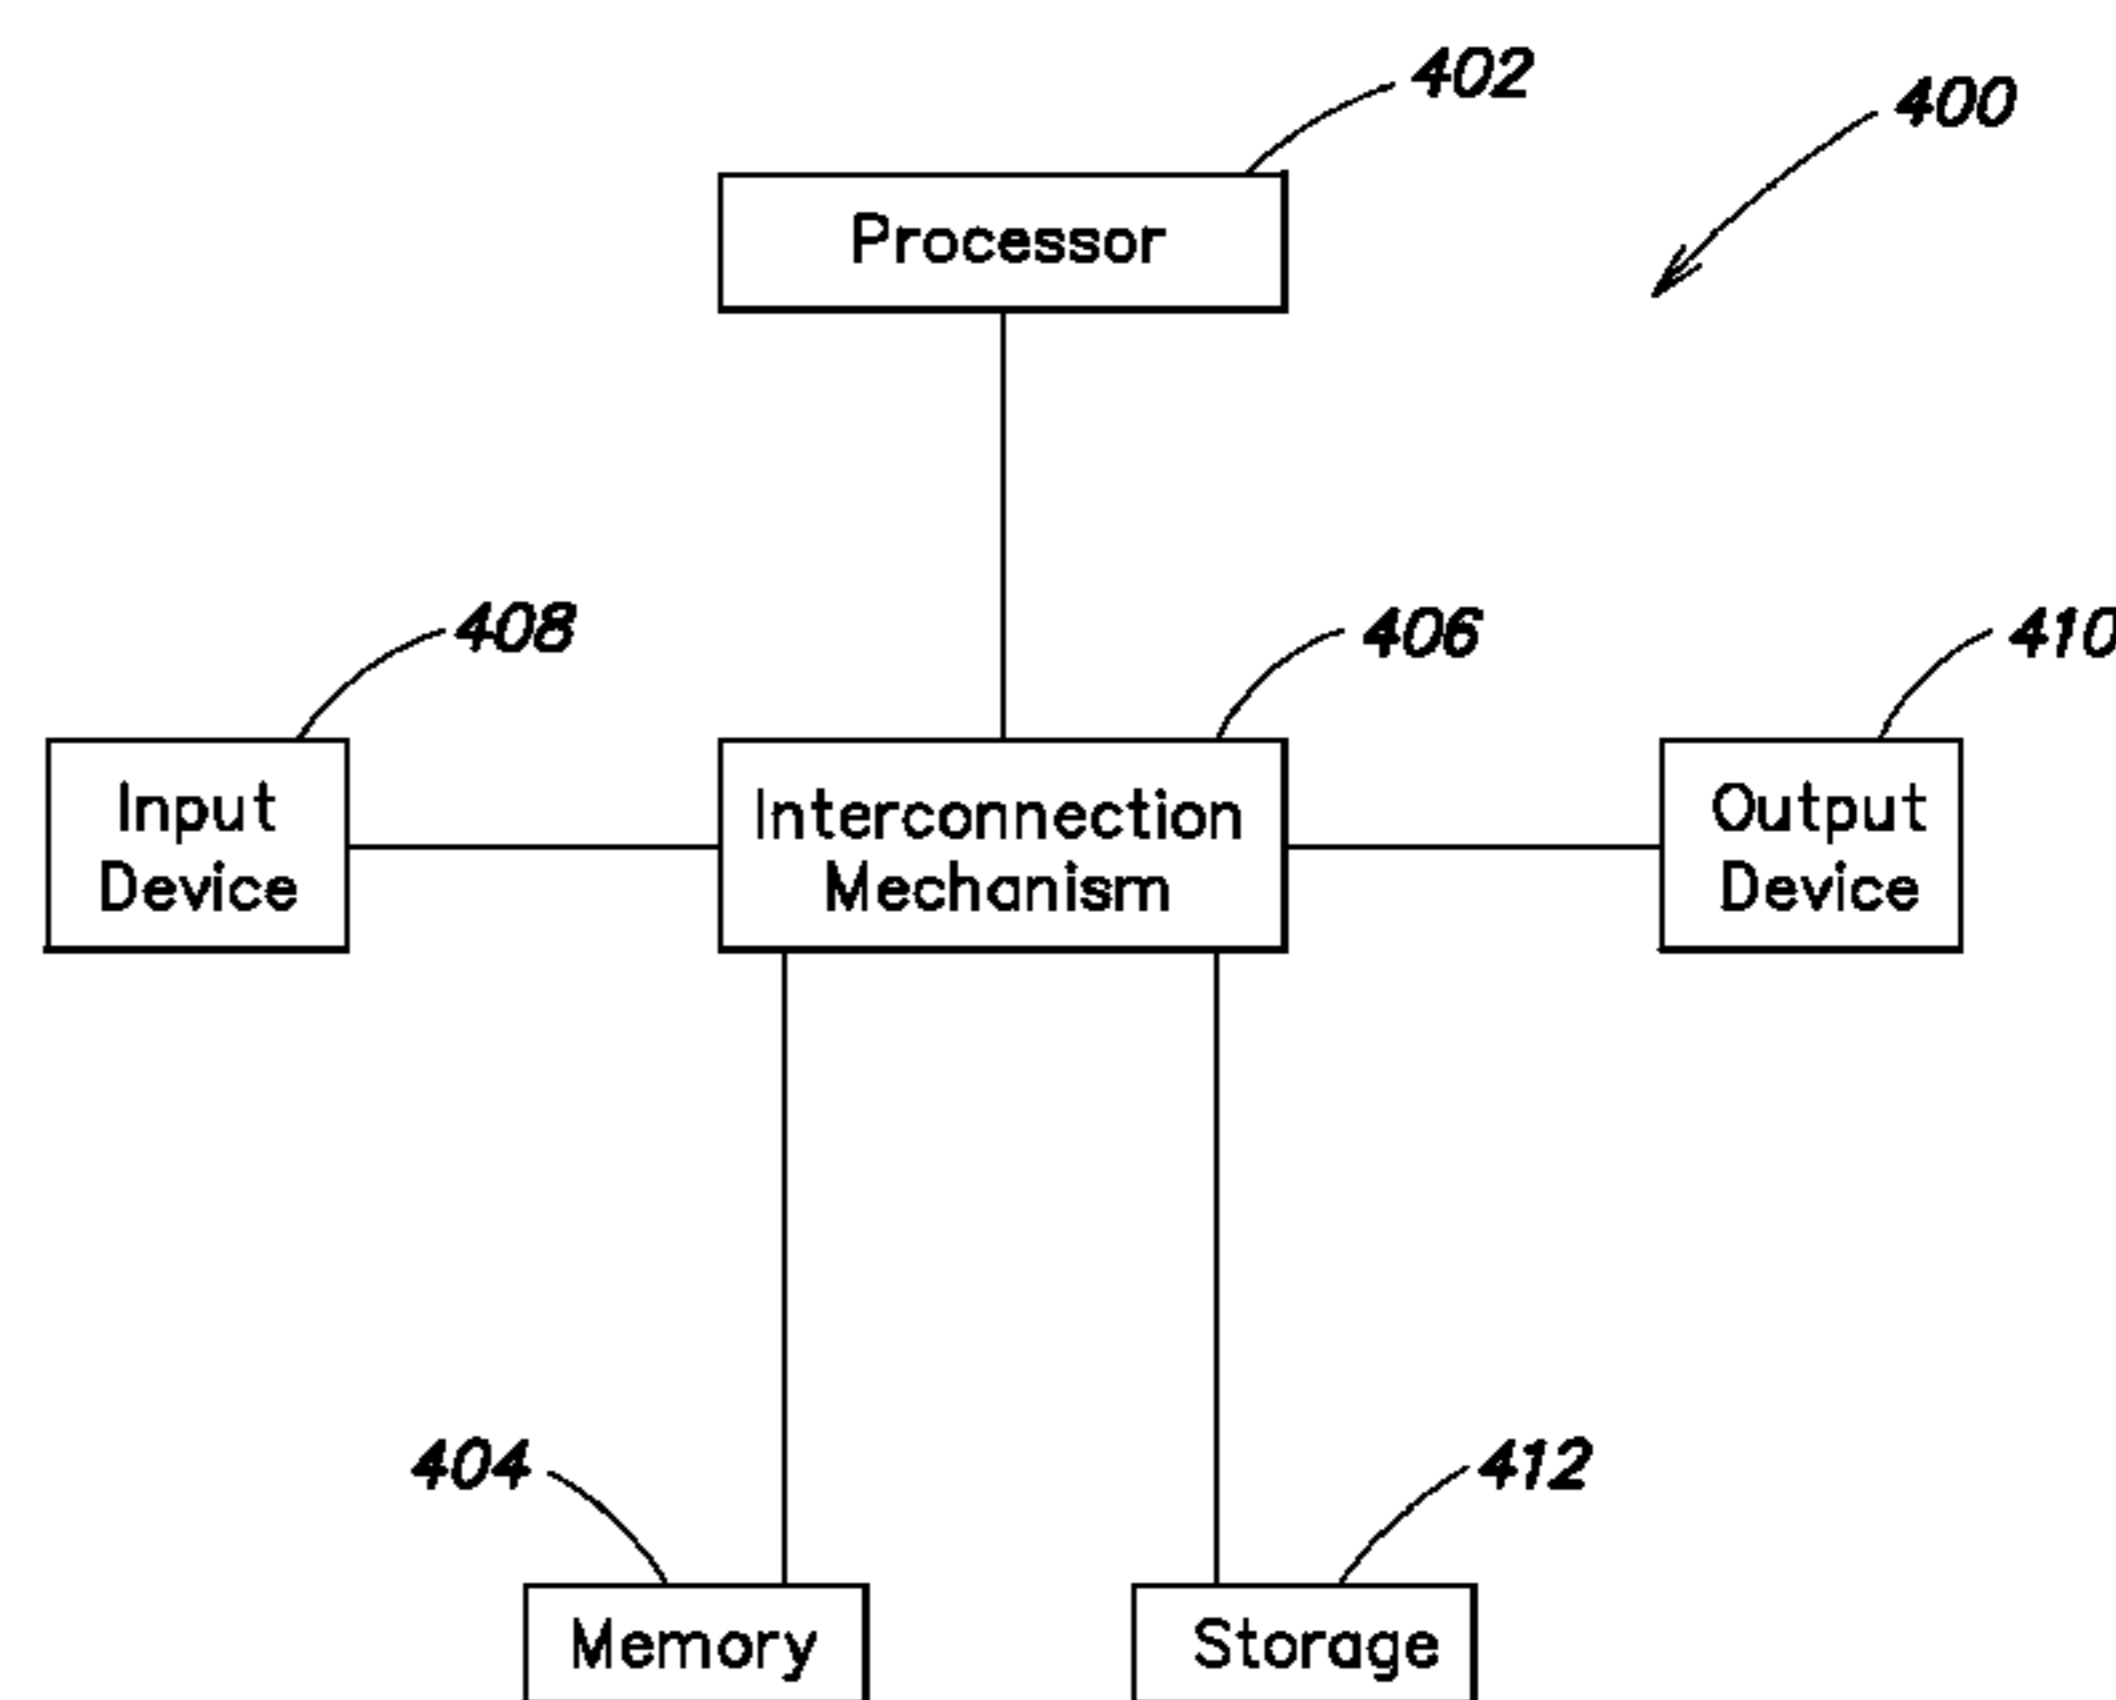 402
400
Processor
408
406
410
Input
Device
Interconnection
Mechanism
Output
Device
404
412
Memory
Storage